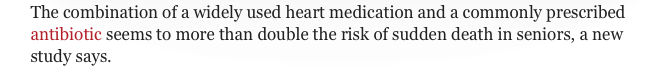 The combination of a widely used heart medication and a commonly prescribed
antibiotic seems to more than double the risk of sudden death in seniors, a new
study says.